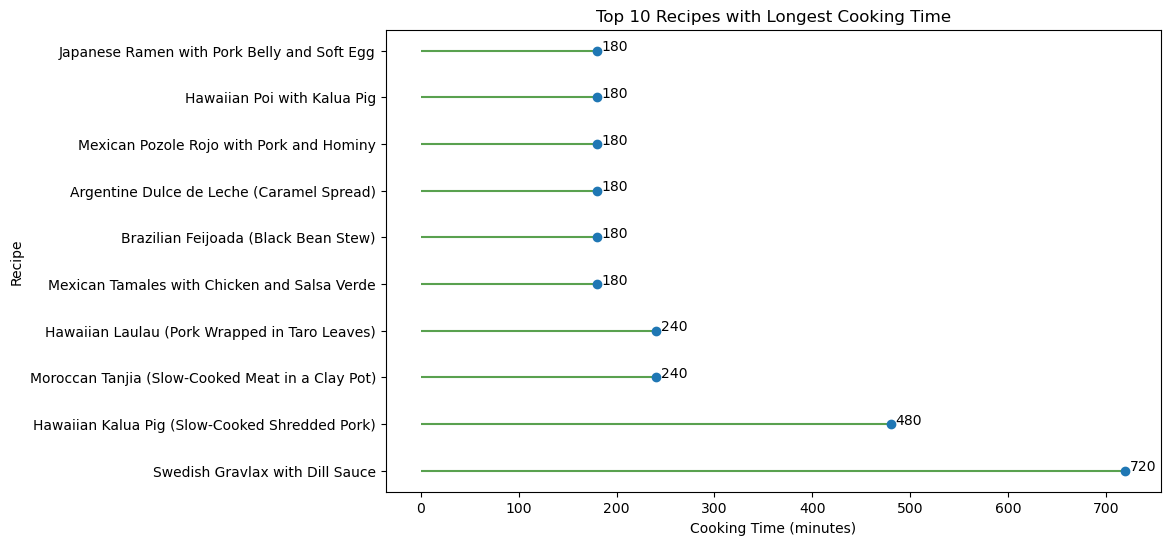 Top 10 Recipes with Longest Cooking Time
Recipe
Japanese Ramen with Pork Belly and Soft Egg 180
Hawaiian Poi with Kalua Pig 180
Mexican Pozole Rojo with Pork and Hominy 180
Argentine Dulce de Leche (Caramel Spread) 180
Brazilian Feijoada (Black Bean Stew) 180
Mexican Tamales with Chicken and Salsa Verde 180
Hawaiian Laulau (Pork Wrapped in Taro Leaves) 240
Moroccan Tanjia (Slow-Cooked Meat in a Clay Pot) 240
Hawaiian Kalua Pig (Slow-Cooked Shredded Pork) 480
Swedish Gravlax with Dill Sauce 720
0 100 200 300 400 500 600 700
Cooking Time (minutes)